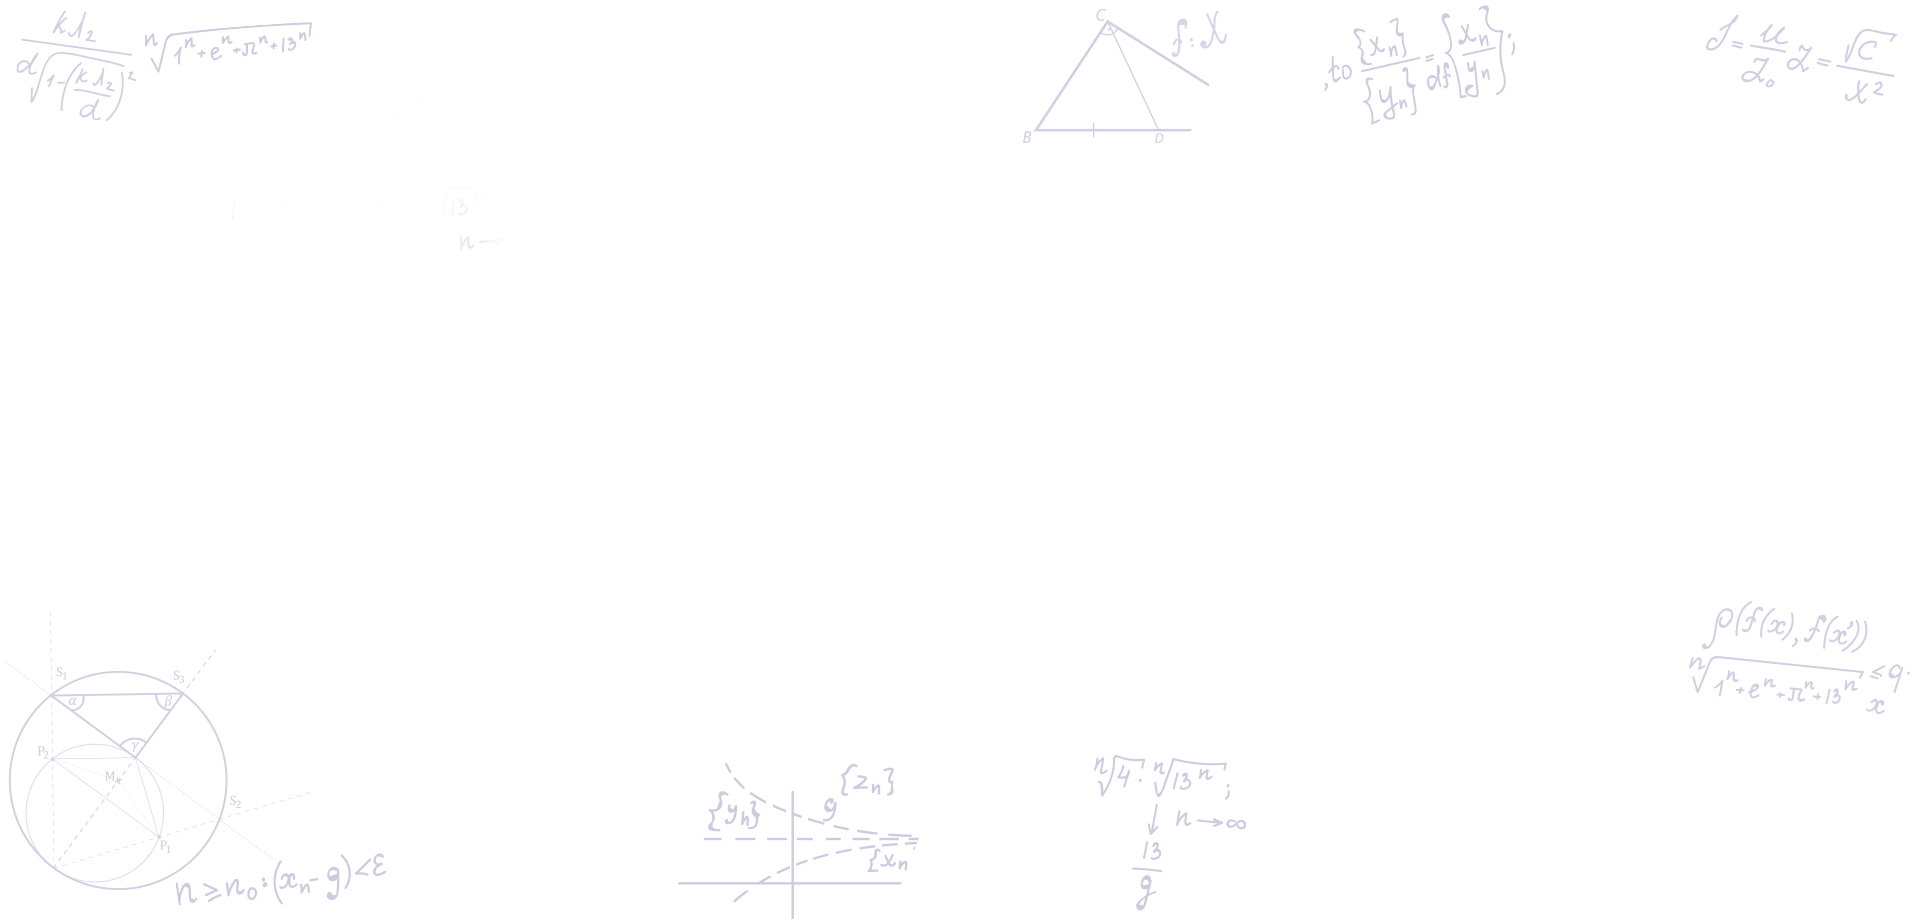 kλ₂
d√1-(kλ₂/d)²
ⁿ√1ⁿ+eⁿ+πⁿ+13ⁿ
C
B
D
f:X
,to {xₙ}/{yₙ} =df {xₙ/yₙ};
= u/Z₀
= √C/x²
13
n→
ρ(f(x), f(x'))
ⁿ√1ⁿ+eⁿ+πⁿ+13ⁿ ≤ q·
x
S₁
S₃
α
β
γ
P₂
M
S₂
P₁
n⩾n₀:(xₙ-g)<ε
{zₙ}
{yₙ}
g
{xₙ
ⁿ√4·ⁿ√13ⁿ;
n→∞
13
g